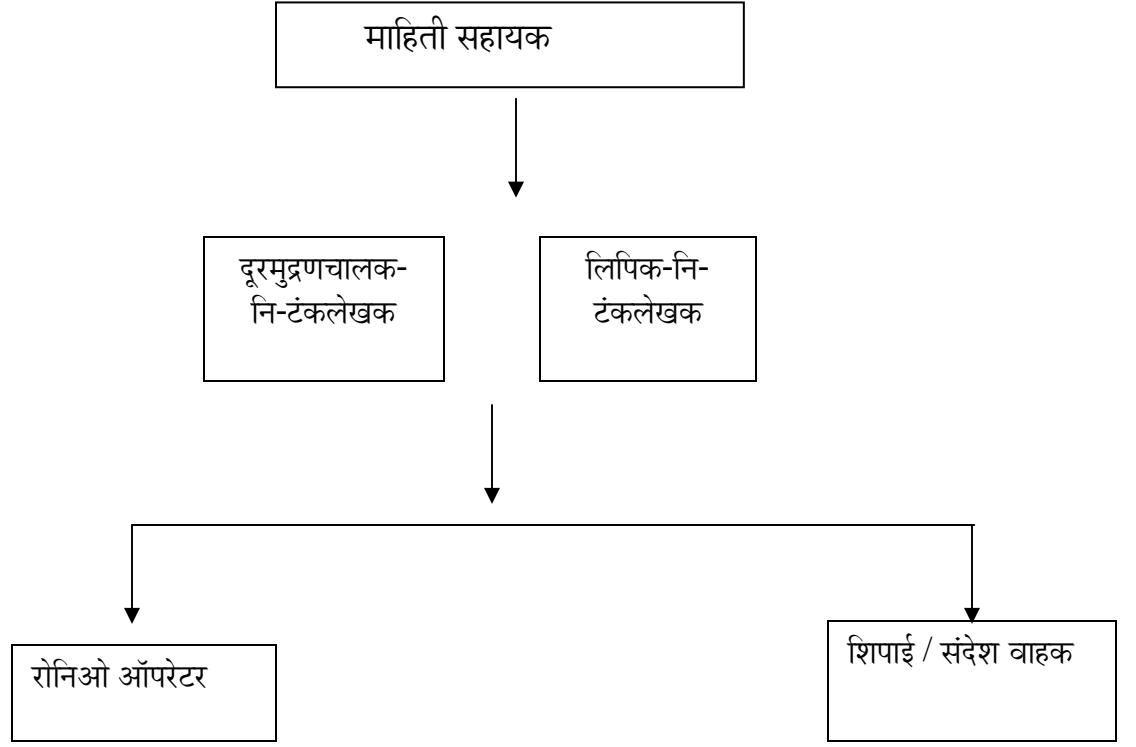 माहिती सहायक
दूरमुद्रणचालक-
नि-टंकलेखक
लिपिक-नि-
टंकलेखक
रोनिओ ऑपरेटर
शिपाई / संदेश वाहक